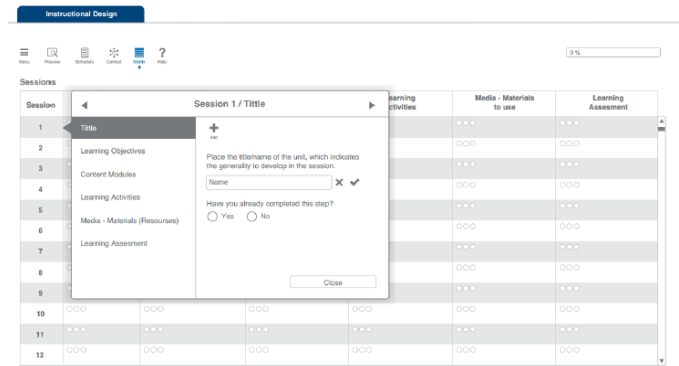 Instructional Design
Menu
Preview
Schedule
Context
Matrix
Help
0 %
Sessions
Session
Session 1 / Tittle
earning
ctivities
Media - Materials
to use
Learning
Assesment
1
Tittle
Add
2
Learning Objectives
Place the title/name of the unit, which indicates
the generality to develop in the session.
3
Content Modules
Name
4
Learning Activities
Have you already completed this step?
5
Yes
No
Media - Materials (Resourses)
6
Learning Assesment
7
8
Close
9
10
11
12